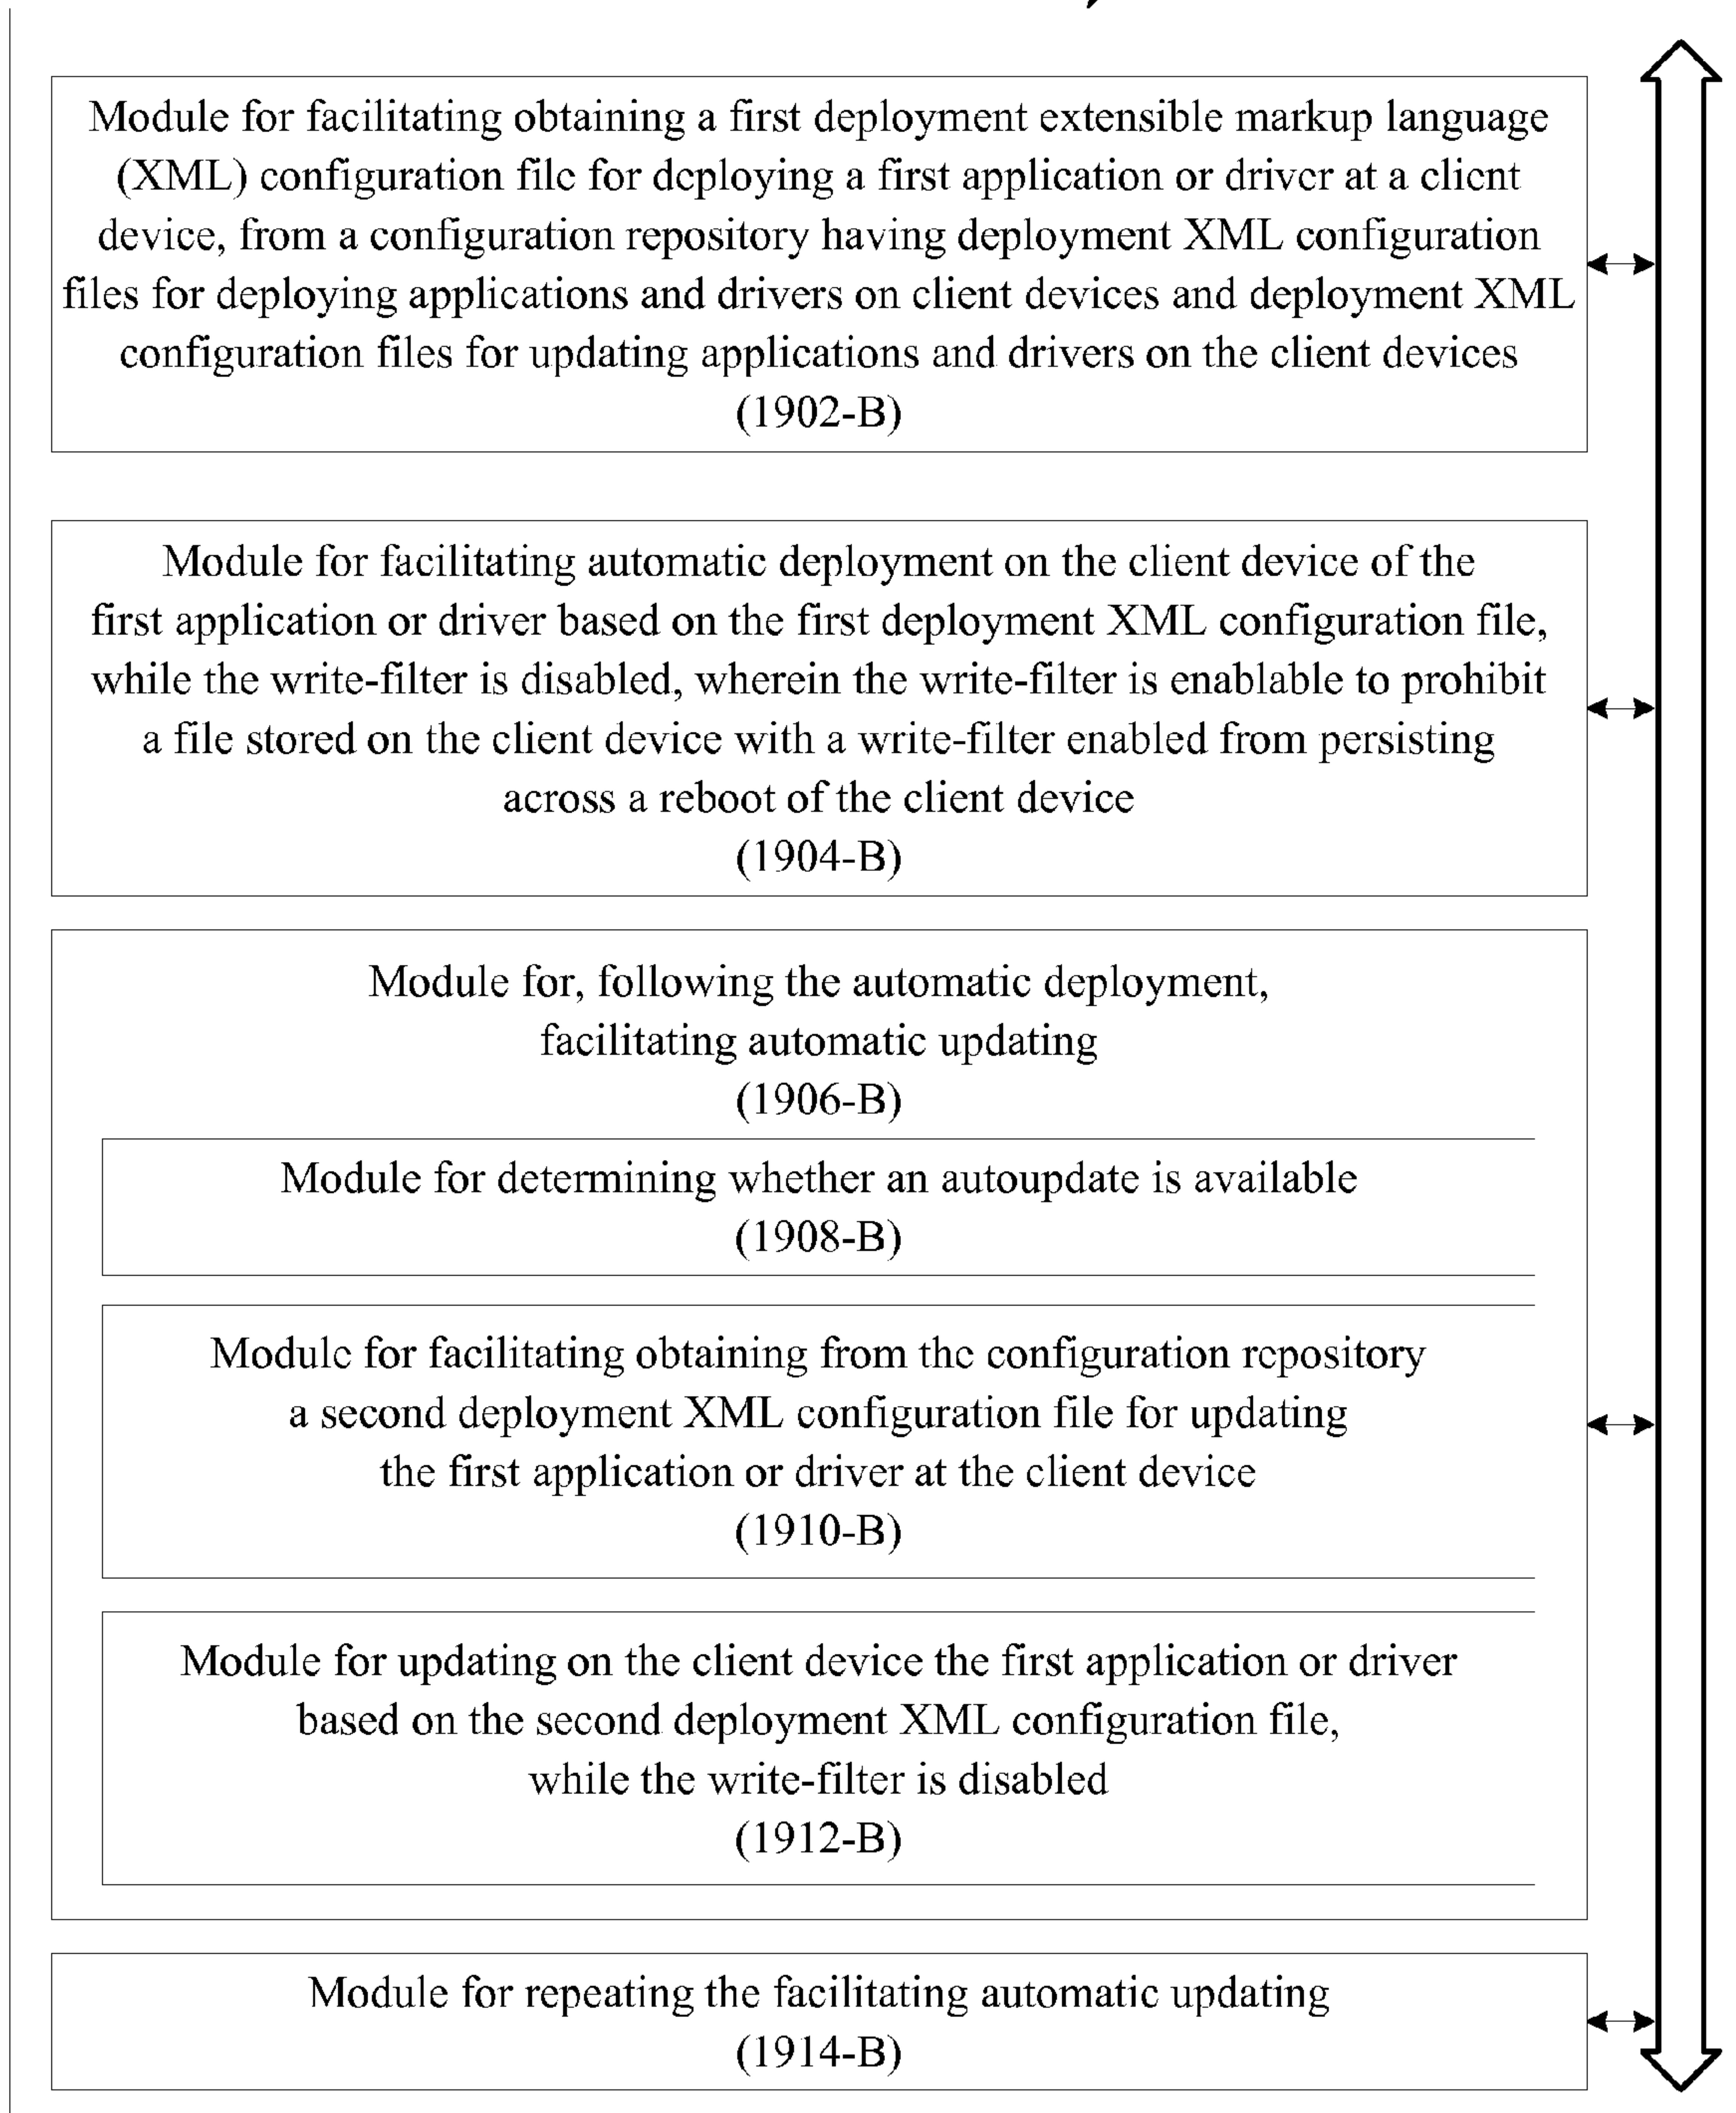 Module for facilitating obtaining a first deployment extensible markup language
(XML) configuration file for deploying a first application or driver at a client
device, from a configuration repository having deployment XML configuration
files for deploying applications and drivers on client devices and deployment XML
configuration files for updating applications and drivers on the client devices
(1902-B)
Module for facilitating automatic deployment on the client device of the
first application or driver based on the first deployment XML configuration file,
while the write-filter is disabled, wherein the write-filter is enablable to prohibit
a file stored on the client device with a write-filter enabled from persisting
across a reboot of the client device
(1904-B)
Module for, following the automatic deployment,
facilitating automatic updating
(1906-B)
Module for determining whether an autoupdate is available
(1908-B)
Module for facilitating obtaining from the configuration repository
a second deployment XML configuration file for updating
the first application or driver at the client device
(1910-B)
Module for updating on the client device the first application or driver
based on the second deployment XML configuration file,
while the write-filter is disabled
(1912-B)
Module for repeating the facilitating automatic updating
(1914-B)